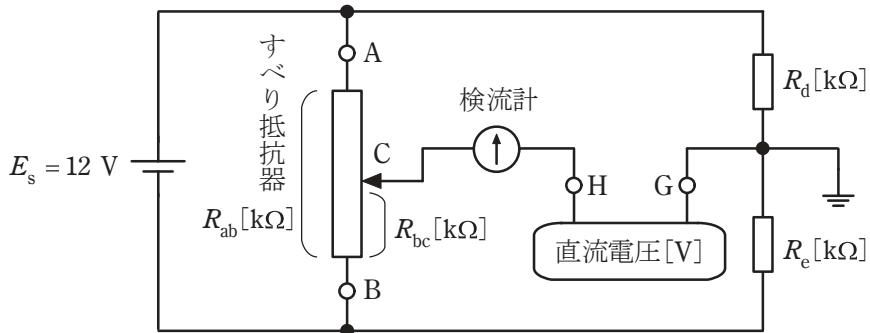 A
すべり抵抗器
検流計
R_d[kΩ]
C
E_s = 12 V
H
G
R_ab[kΩ]
R_bc[kΩ]
直流電圧[V]
R_e[kΩ]
B